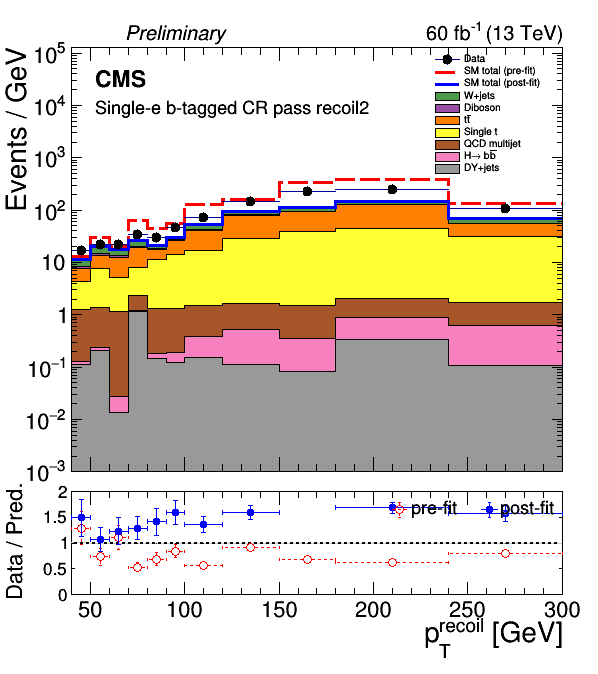 Preliminary 60 fb⁻¹ (13 TeV)
Events / GeV
10⁵
10⁴
10³
10²
10
1
10⁻¹
10⁻²
10⁻³
CMS
Single-e b-tagged CR pass recoil2
Data
SM total (pre-fit)
SM total (post-fit)
W+jets
Diboson
tt̅
Single t
QCD multijet
H→ bb̅
DY+jets
Data / Pred.
2
1.5
1
0.5
0
pre-fit post-fit
50 100 150 200 250 300
p_T^recoil [GeV]